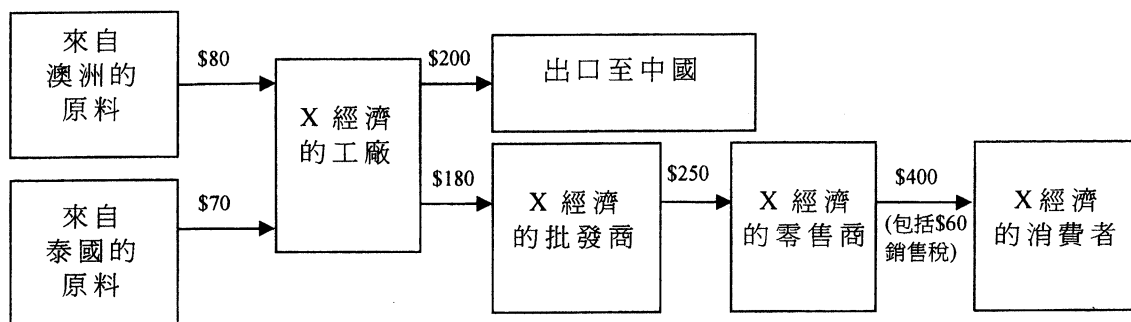 來自
澳洲的
原料
$80
X 經濟
的工廠
$200
出口至中國
來自
泰國的
原料
$70
$180
X 經濟
的批發商
$250
X 經濟
的零售商
$400
(包括$60
銷售稅)
X 經濟
的消費者